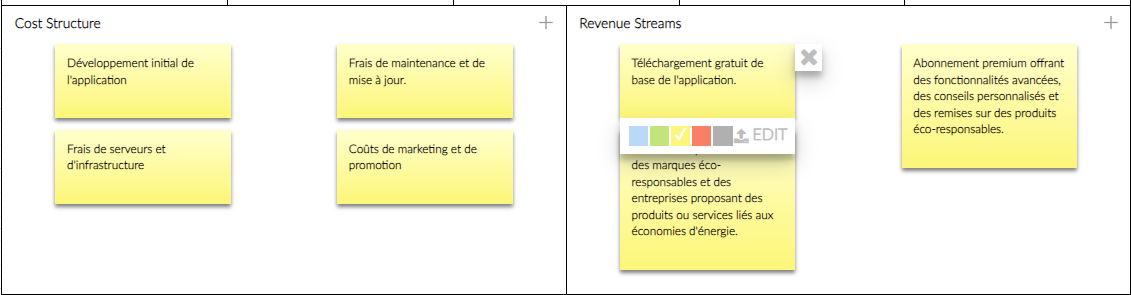 Cost Structure
Développement initial de
l'application
Frais de maintenance et de
mise à jour.
Frais de serveurs et
d'infrastructure
Coûts de marketing et de
promotion
Revenue Streams
Téléchargement gratuit de
base de l'application.
EDIT
des marques éco-
responsables et des
entreprises proposant des
produits ou services liés aux
économies d'énergie.
Abonnement premium offrant
des fonctionnalités avancées,
des conseils personnalisés et
des remises sur des produits
éco-responsables.